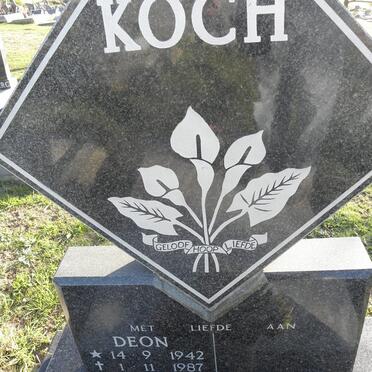 KOCH
GELOOF HOOP LIEFDE
MET LIEFDE AAN
DEON
★ 14 . 9 . 1942
✝ 1 . 11 . 1987